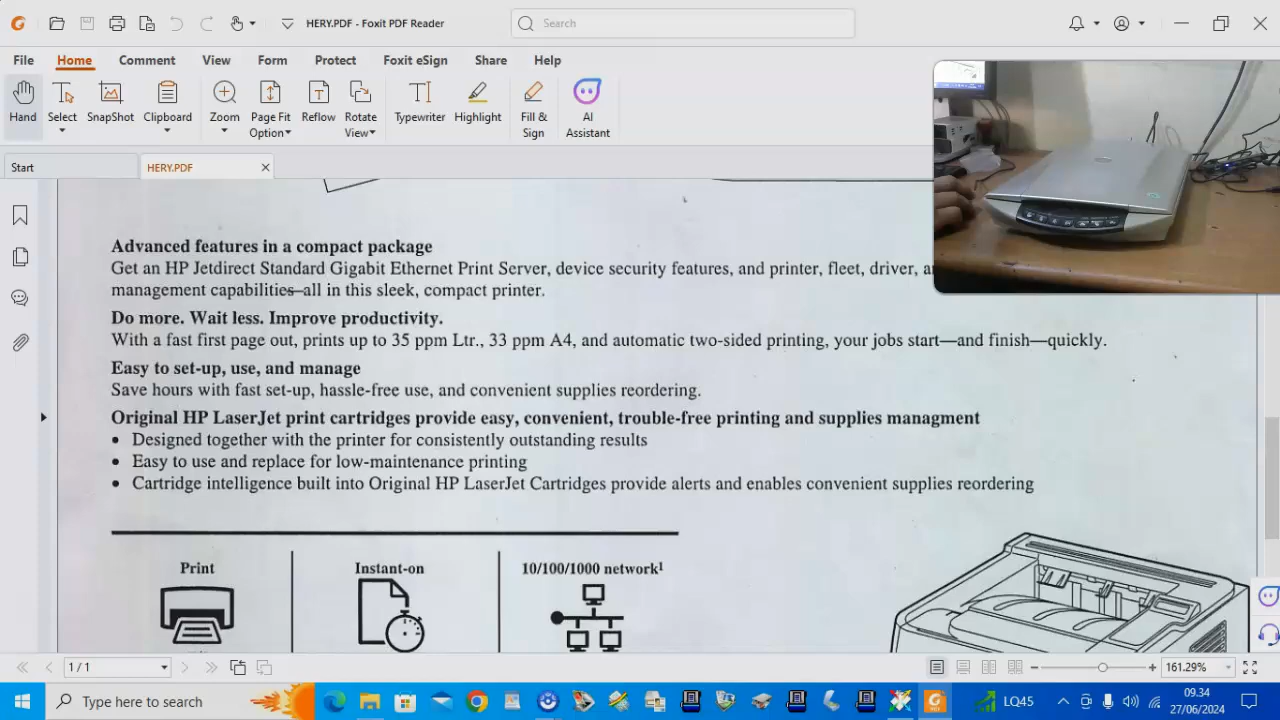 HERY.PDF - Foxit PDF Reader
Search
File Home Comment View Form Protect Foxit eSign Share Help
Hand Select SnapShot Clipboard Zoom Page Fit Option Reflow Rotate View Typewriter Highlight Fill & Sign AI Assistant
Start HERY.PDF
Advanced features in a compact package
Get an HP Jetdirect Standard Gigabit Ethernet Print Server, device security features, and printer, fleet, driver,
management capabilities—all in this sleek, compact printer.
Do more. Wait less. Improve productivity.
With a fast first page out, prints up to 35 ppm Ltr., 33 ppm A4, and automatic two-sided printing, your jobs start—and finish—quickly.
Easy to set-up, use, and manage
Save hours with fast set-up, hassle-free use, and convenient supplies reordering.
Original HP LaserJet print cartridges provide easy, convenient, trouble-free printing and supplies managment
• Designed together with the printer for consistently outstanding results
• Easy to use and replace for low-maintenance printing
• Cartridge intelligence built into Original HP LaserJet Cartridges provide alerts and enables convenient supplies reordering
Print Instant-on 10/100/1000 network¹
1 / 1 161.29%
Type here to search LQ45 09.34
27/06/2024